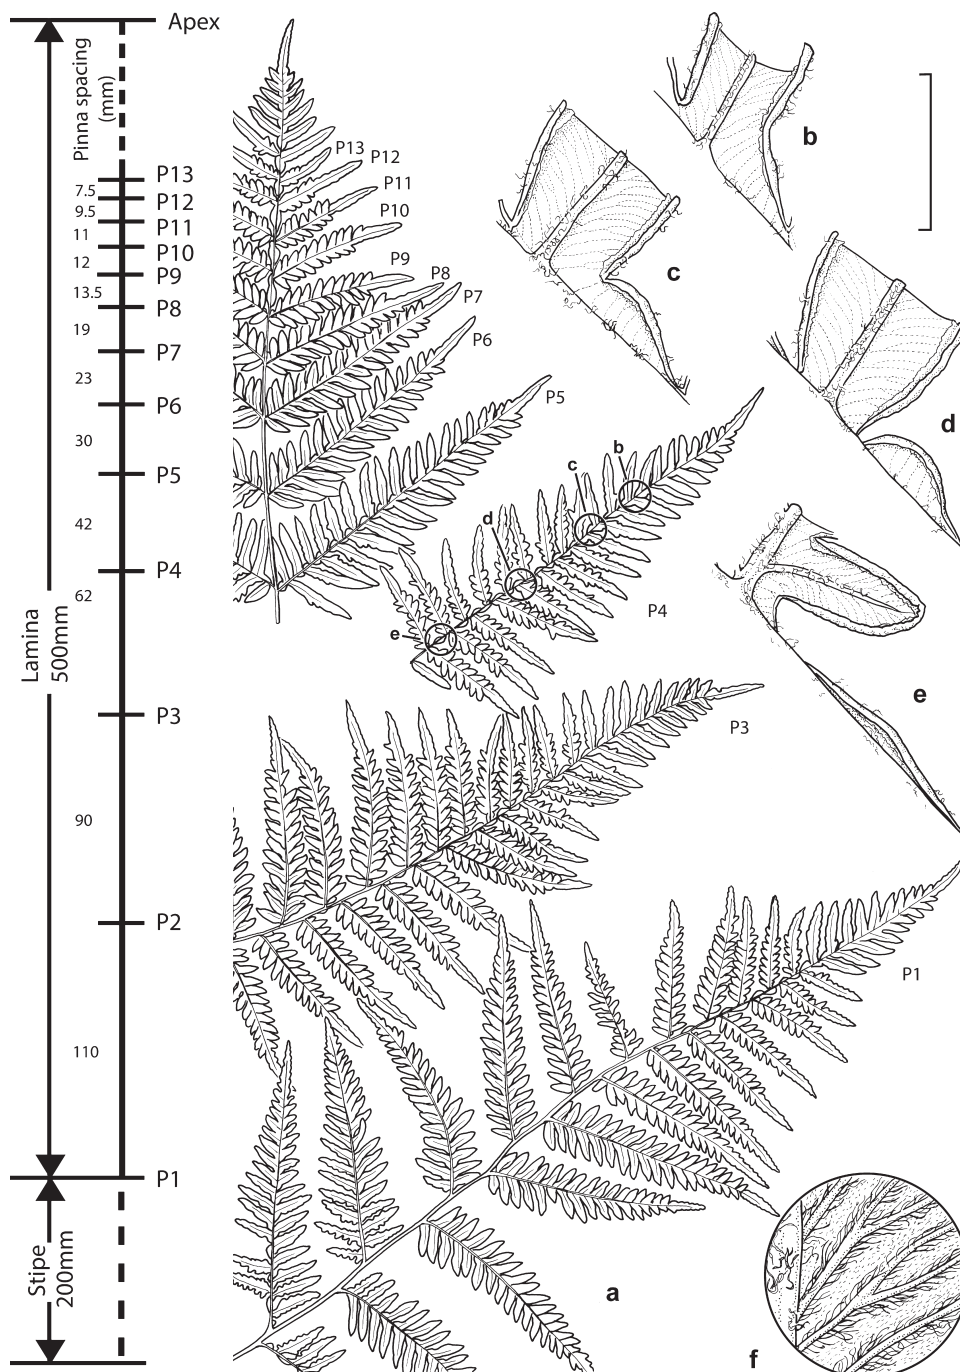 Apex
Pinna spacing
(mm)
P13
7.5
P12
9.5
P11
11
P10
12
P9
13.5
P8
19
P7
23
P6
30
P5
42
P4
62
P3
90
P2
110
P1
Lamina
500mm
Stipe
200mm
P13
P12
P11
P10
P9
P8
P7
P6
P5
b
c
d
e
P4
P3
P1
a
b
c
d
e
f